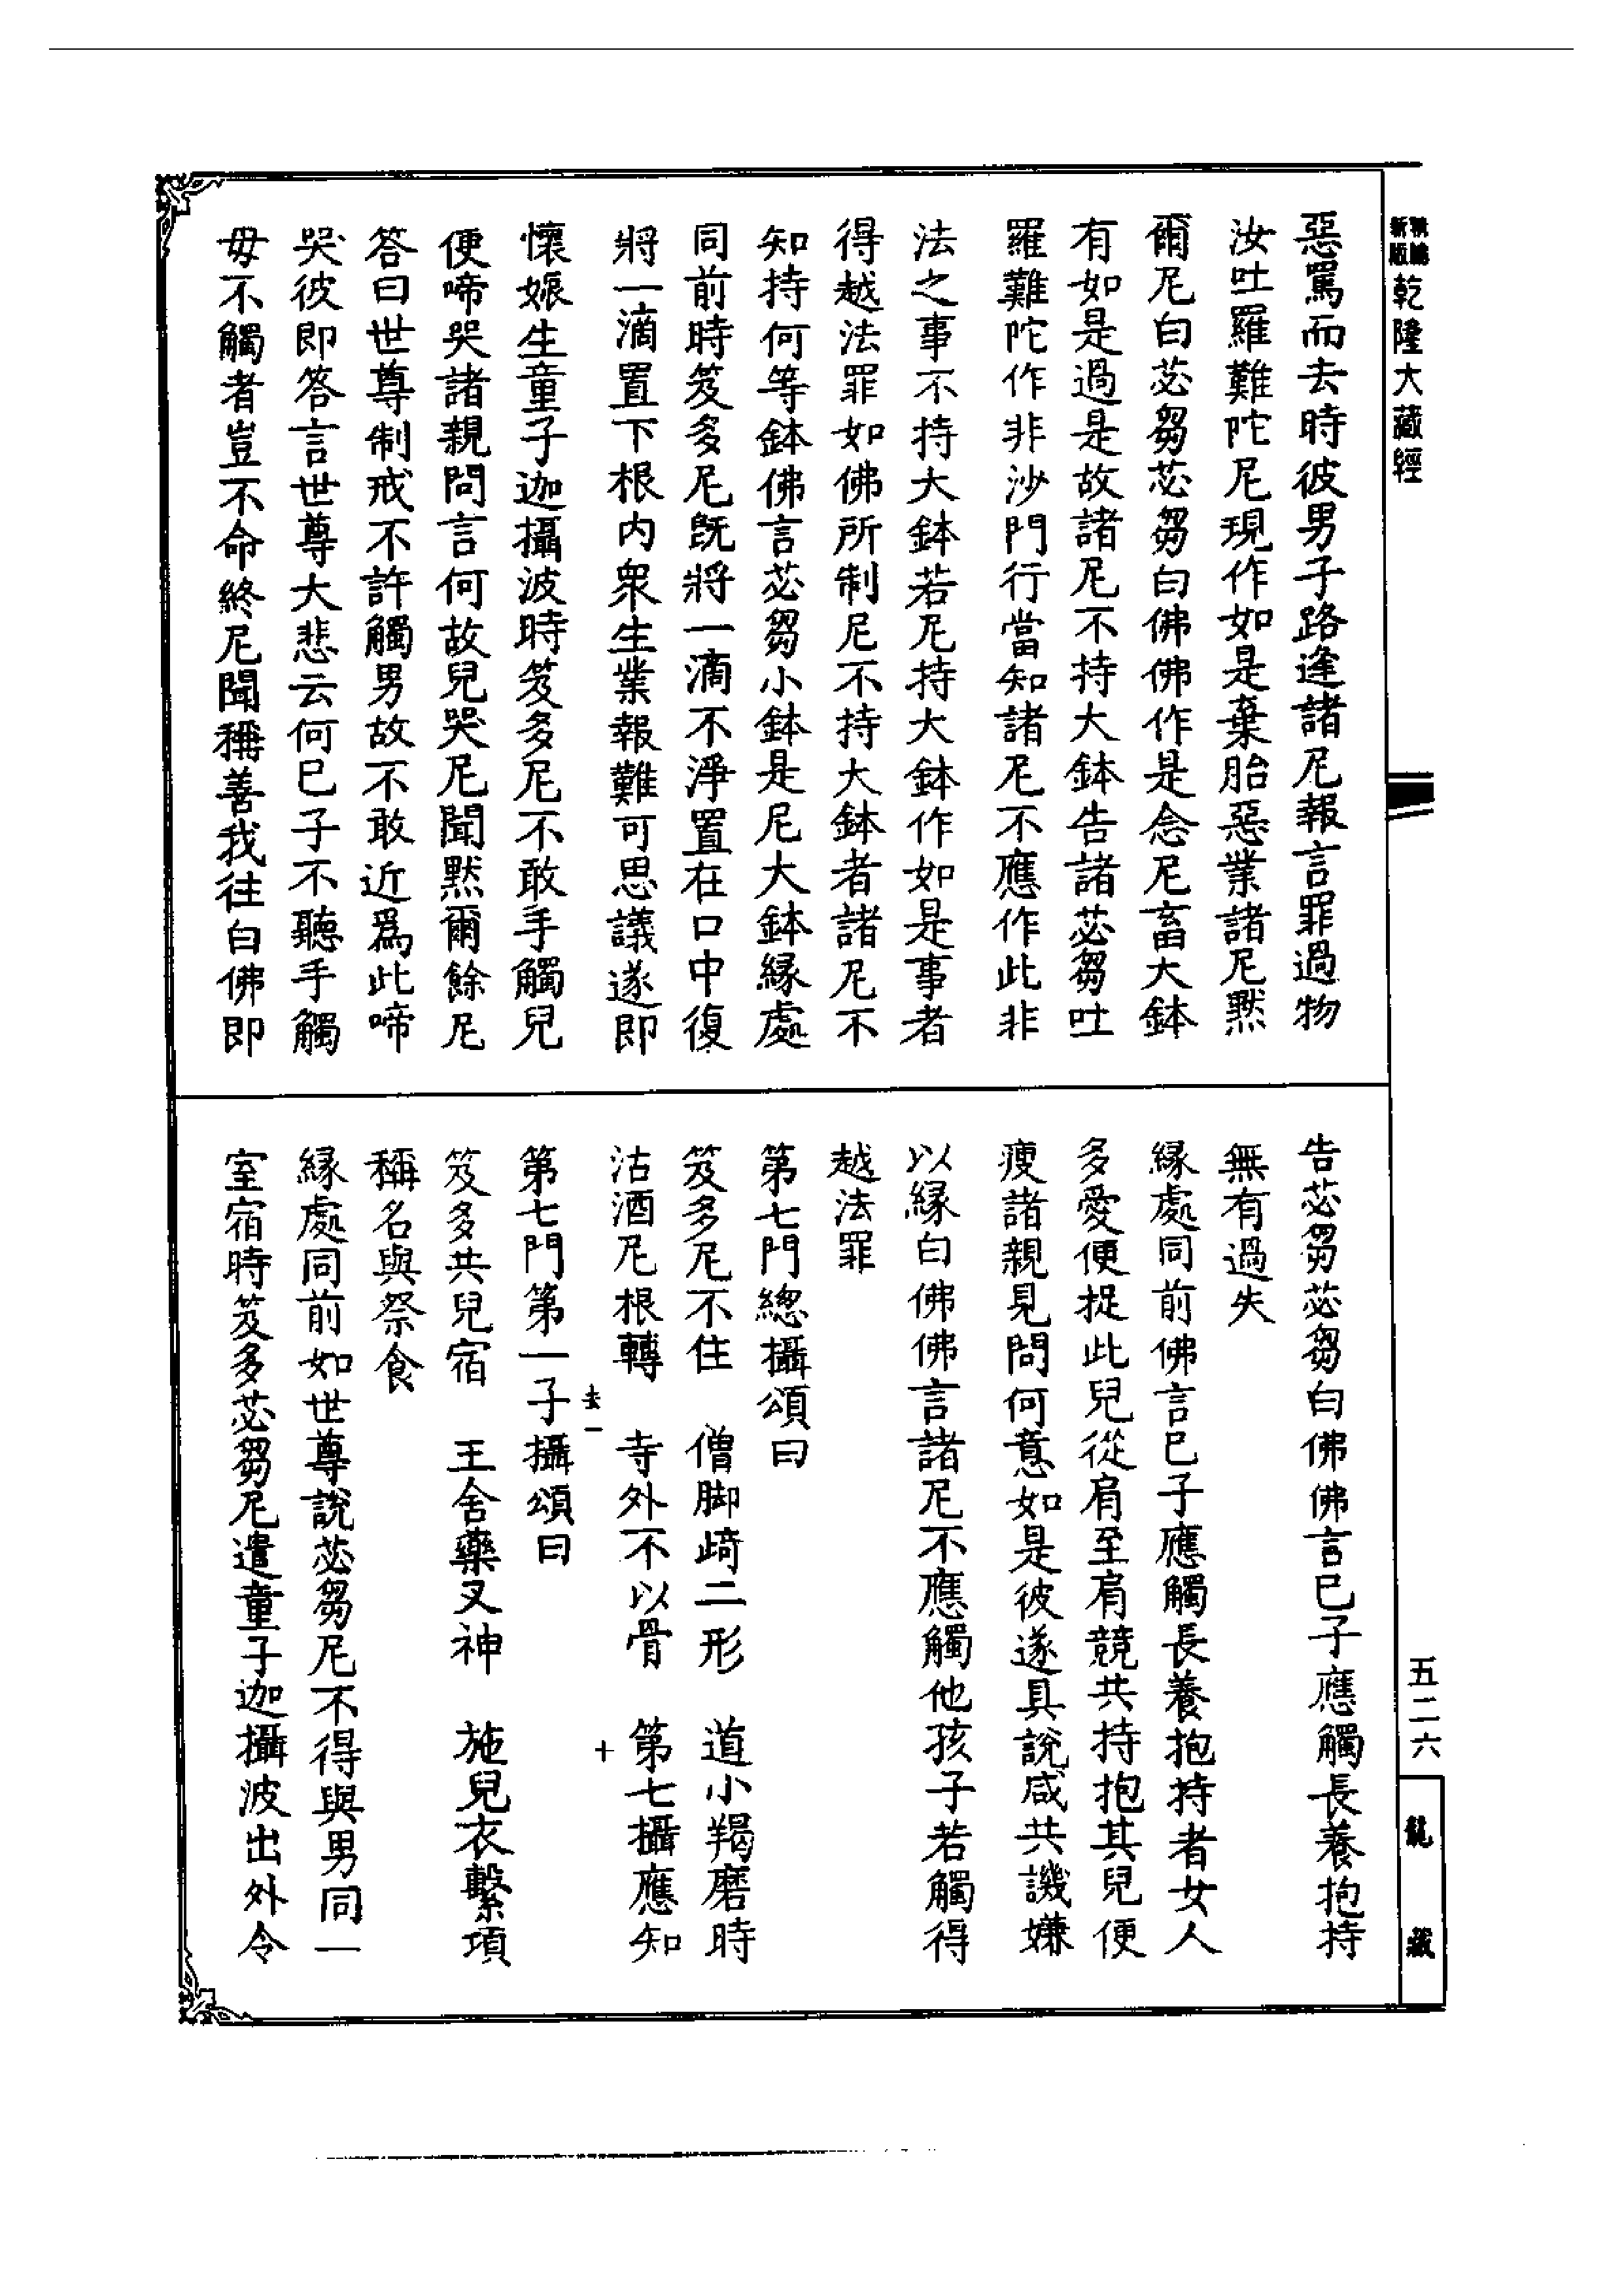 新編
新版
乾隆大藏經
惡罵而去時彼男子路逢諸尼報言罪過物
汝吐羅難陀尼現作如是棄胎惡業諸尼黙
爾尼白苾芻苾芻白佛佛作是念尼畜大鉢
有如是過是故諸尼不持大鉢告諸苾芻吐
羅難陀作非沙門行當知諸尼不應作此非
法之事不持大鉢若尼持大鉢作如是事者
得越法罪如佛所制尼不持大鉢者諸尼不
知持何等鉢佛言苾芻小鉢是尼大鉢緣處
同前時笈多尼旣將一滴不淨置在口中復
將一滴置下根内衆生業報難可思議遂即
懷娠生童子迦攝波時笈多尼不敢手觸兒
便啼哭諸親問言何故兒哭尼聞黙爾餘尼
答曰世尊制戒不許觸男故不敢近爲此啼
哭彼即答言世尊大悲云何已子不聽手觸
毋不觸者豈不命終尼聞稱善我往白佛即
告苾芻苾芻白佛佛言已子應觸長養抱持
無有過失
緣處同前佛言已子應觸長養抱持者女人
多愛便捉此兒從肩至肩競共持抱其兒便
瘦諸親見問何意如是彼遂具說咸共譏嫌
以緣白佛佛言諸尼不應觸他孩子若觸得
越法罪
第七門總攝頌曰
笈多尼不住　僧脚崎二形　道小羯磨時
沽酒尼根轉　寺外不以骨　第七攝應知
去一　十
第七門第一子攝頌曰
笈多共兒宿　王舍藥叉神　施兒衣繫項
稱名與祭食
緣處同前如世尊說苾芻尼不得與男同一
室宿時笈多苾芻尼遣童子迦攝波出外令
五二六
龍藏